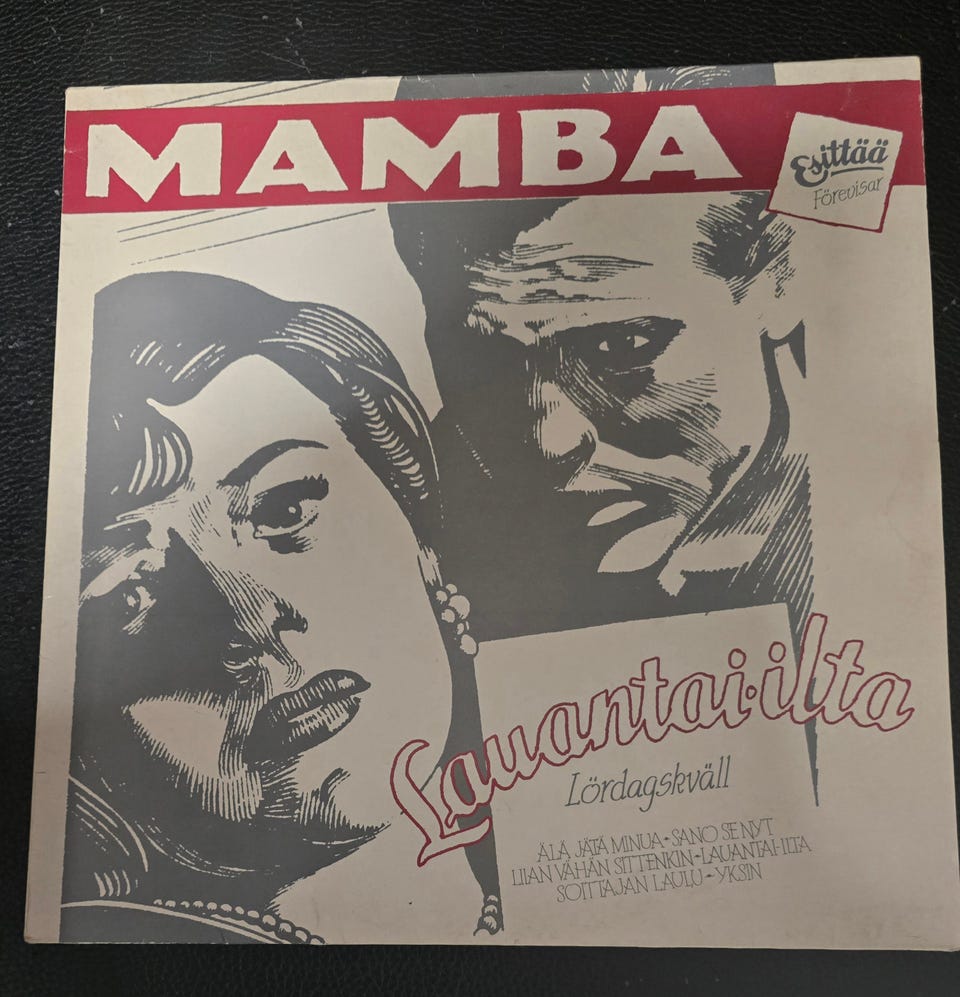 MAMBA
Esittää
Förevisar
Lauantai-ilta
Lördagskväll
ÄLÄ JÄTÄ MINUA - SANO SE NYT
LIIAN VÄHÄN SITTENKIN - LAUANTAI-ILTA
SOITTAJAN LAULU - YKSIN